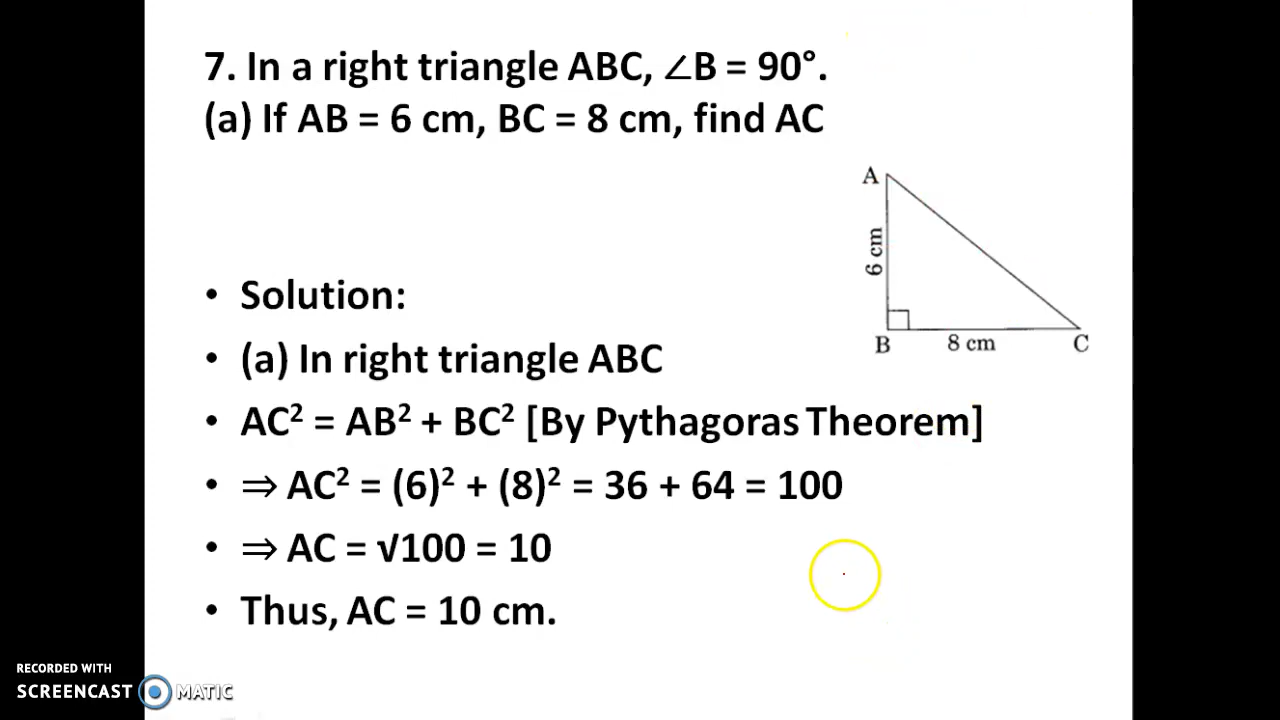 7. In a right triangle ABC, ∠B = 90°.
(a) If AB = 6 cm, BC = 8 cm, find AC
A
6 cm
B
8 cm
C
• Solution:
• (a) In right triangle ABC
• AC² = AB² + BC² [By Pythagoras Theorem]
• ⇒ AC² = (6)² + (8)² = 36 + 64 = 100
• ⇒ AC = √100 = 10
• Thus, AC = 10 cm.
RECORDED WITH
SCREENCAST MATIC